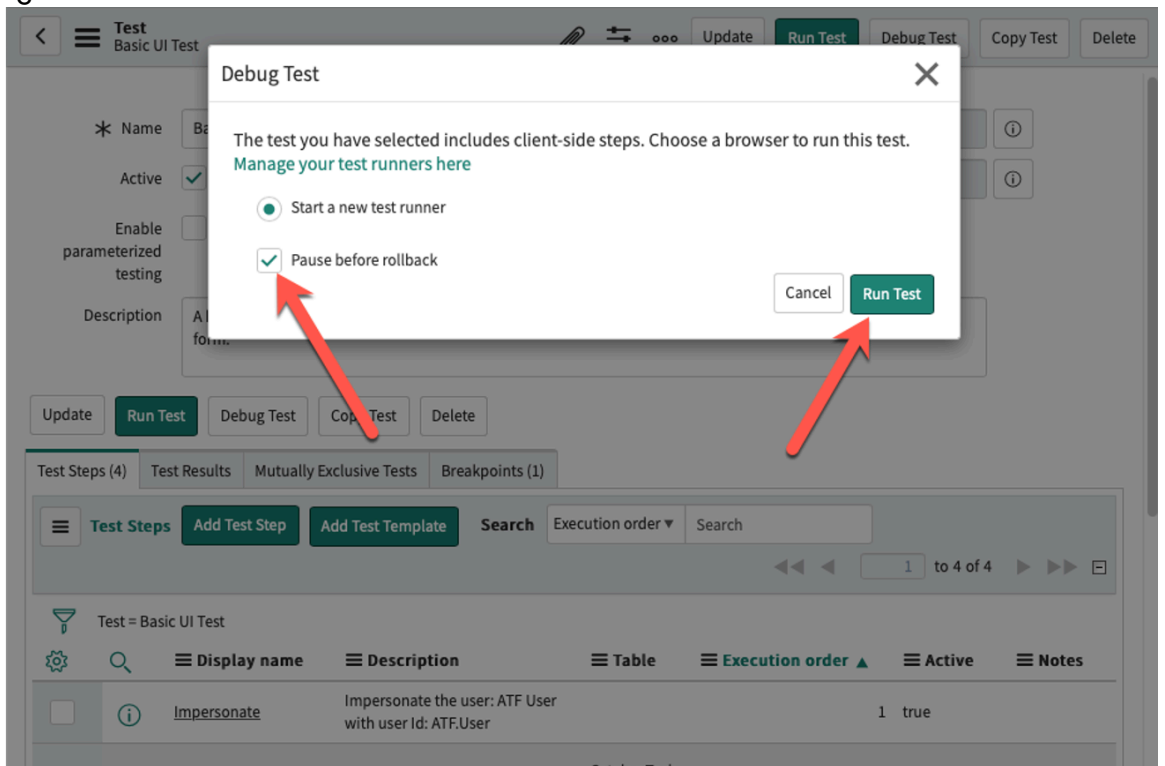 Test
Basic UI Test
Update
Run Test
Debug Test
Copy Test
Delete
Debug Test
The test you have selected includes client-side steps. Choose a browser to run this test.
Manage your test runners here
Start a new test runner
Pause before rollback
Cancel
Run Test
Name
Ba
Active
Enable
parameterized
testing
Description
Update
Run Test
Debug Test
Copy Test
Delete
Test Steps (4)
Test Results
Mutually Exclusive Tests
Breakpoints (1)
Test Steps
Add Test Step
Add Test Template
Search
Execution order
Search
1 to 4 of 4
Test = Basic UI Test
Display name
Description
Table
Execution order
Active
Notes
Impersonate
Impersonate the user: ATF User
with user Id: ATF.User
1
true